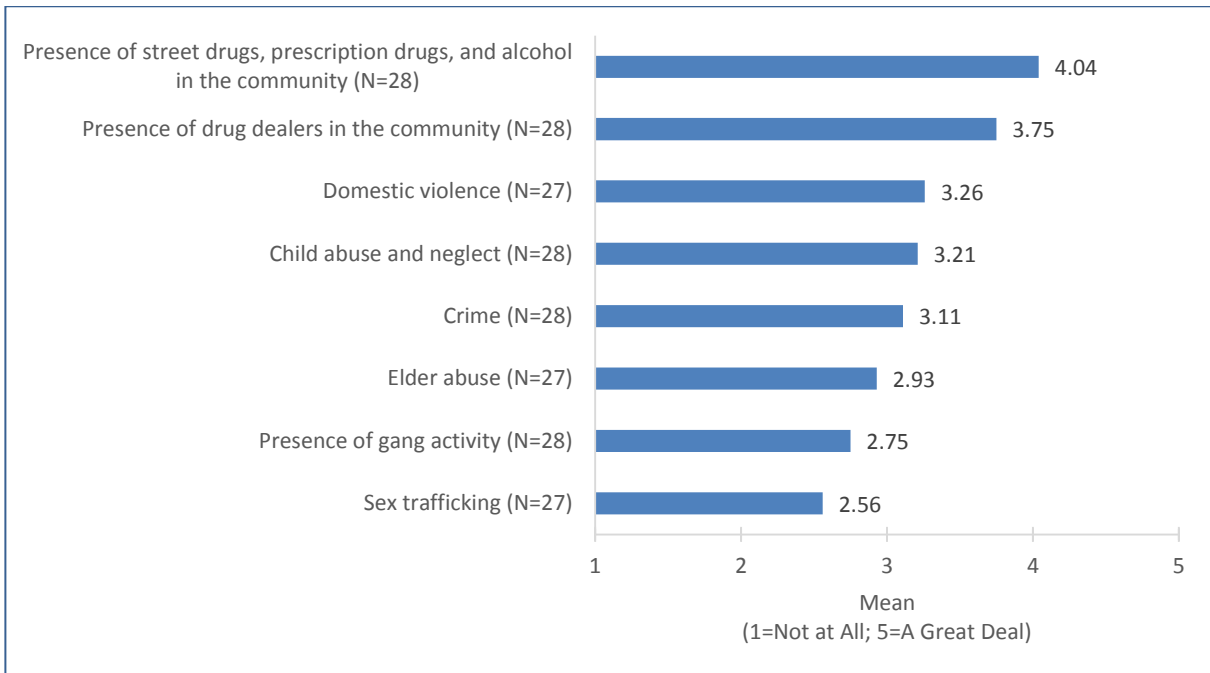 Presence of street drugs, prescription drugs, and alcohol
in the community (N=28)
4.04
Presence of drug dealers in the community (N=28)
3.75
Domestic violence (N=27)
3.26
Child abuse and neglect (N=28)
3.21
Crime (N=28)
3.11
Elder abuse (N=27)
2.93
Presence of gang activity (N=28)
2.75
Sex trafficking (N=27)
2.56
1 2 3 4 5
Mean
(1=Not at All; 5=A Great Deal)